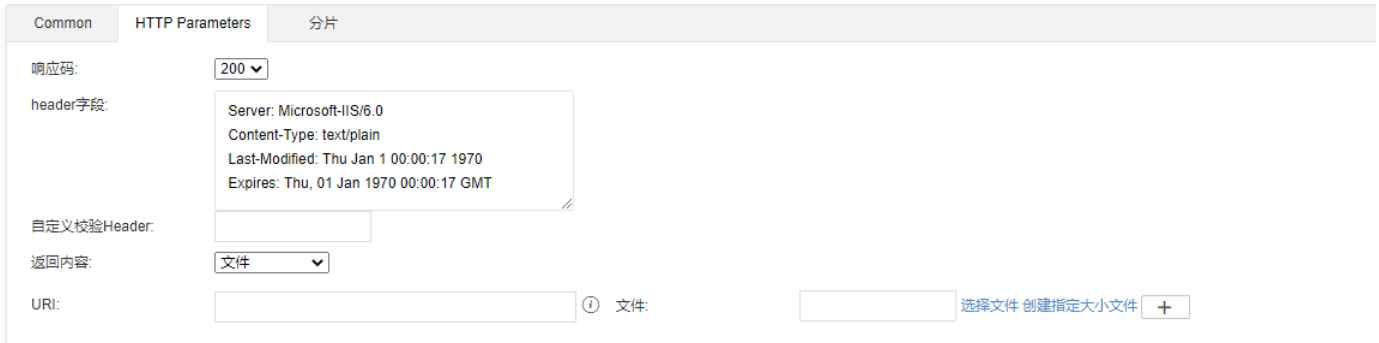 Common HTTP Parameters 分片
响应码: 200
header字段:
Server: Microsoft-IIS/6.0
Content-Type: text/plain
Last-Modified: Thu Jan 1 00:00:17 1970
Expires: Thu, 01 Jan 1970 00:00:17 GMT
自定义校验Header:
返回内容: 文件
URI: i 文件: 选择文件 创建指定大小文件 +